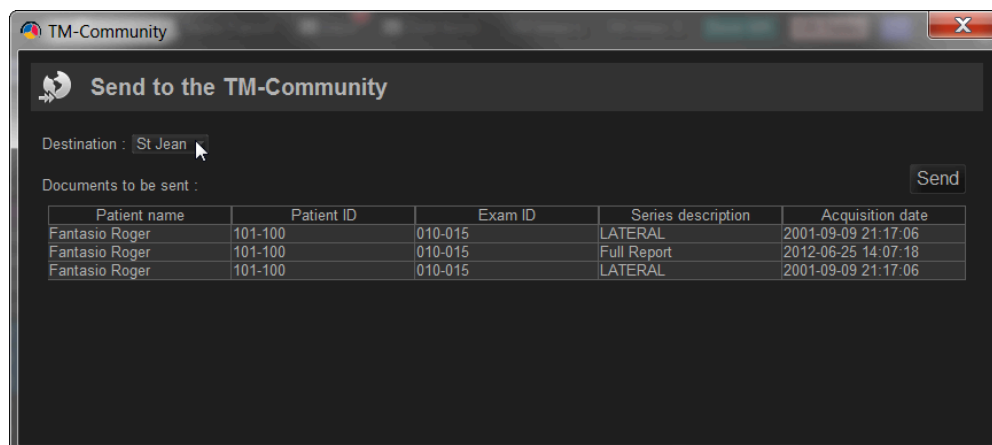 TM-Community
Send to the TM-Community
Destination : St Jean
Send
Documents to be sent :
Patient name Patient ID Exam ID Series description Acquisition date
Fantasio Roger 101-100 010-015 LATERAL 2001-09-09 21:17:06
Fantasio Roger 101-100 010-015 Full Report 2012-06-25 14:07:18
Fantasio Roger 101-100 010-015 LATERAL 2001-09-09 21:17:06